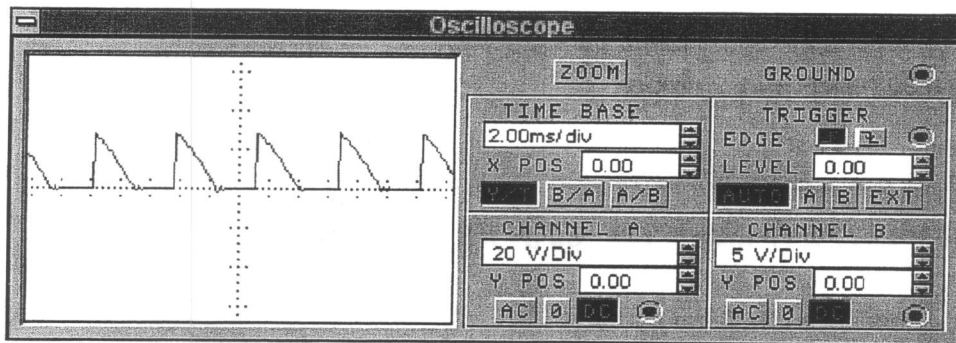 Oscilloscope
ZOOM GROUND
TIME BASE
2.00ms/div
X POS 0.00
Y/T B/A A/B
TRIGGER
EDGE
LEVEL 0.00
AUTO A B EXT
CHANNEL A
20 V/Div
Y POS 0.00
AC 0 DC
CHANNEL B
5 V/Div
Y POS 0.00
AC 0 DC